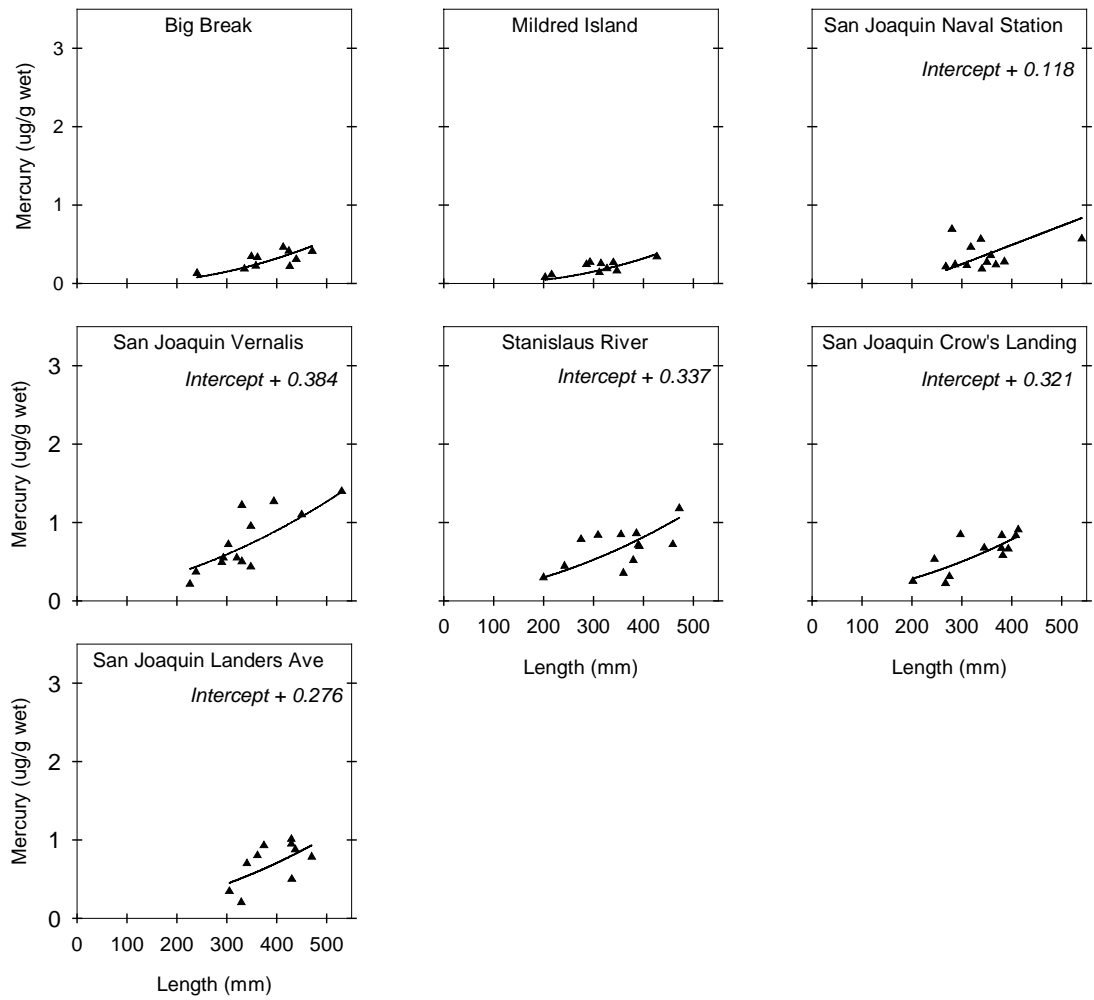 Big Break
Mildred Island
San Joaquin Naval Station
Intercept + 0.118
Mercury (ug/g wet)
3
2
1
0
San Joaquin Vernalis
Stanislaus River
San Joaquin Crow's Landing
Intercept + 0.384
Intercept + 0.337
Intercept + 0.321
Mercury (ug/g wet)
3
2
1
0
0 100 200 300 400 500
0 100 200 300 400 500
Length (mm)
Length (mm)
San Joaquin Landers Ave
Intercept + 0.276
Mercury (ug/g wet)
3
2
1
0
0 100 200 300 400 500
Length (mm)